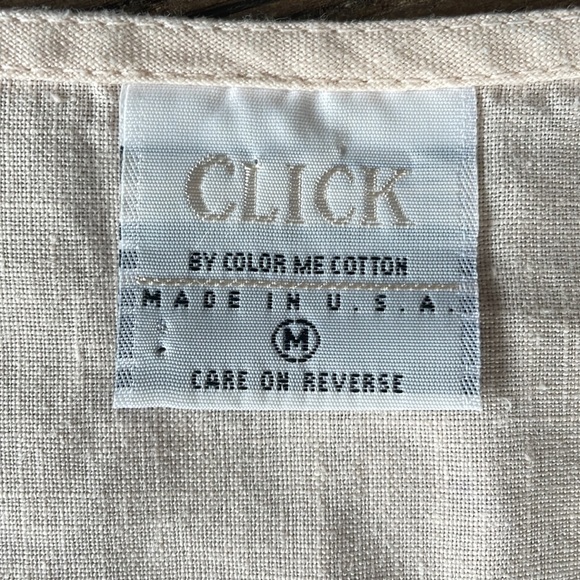 CLICK
BY COLOR ME COTTON
MADE IN U.S.A.
M
CARE ON REVERSE